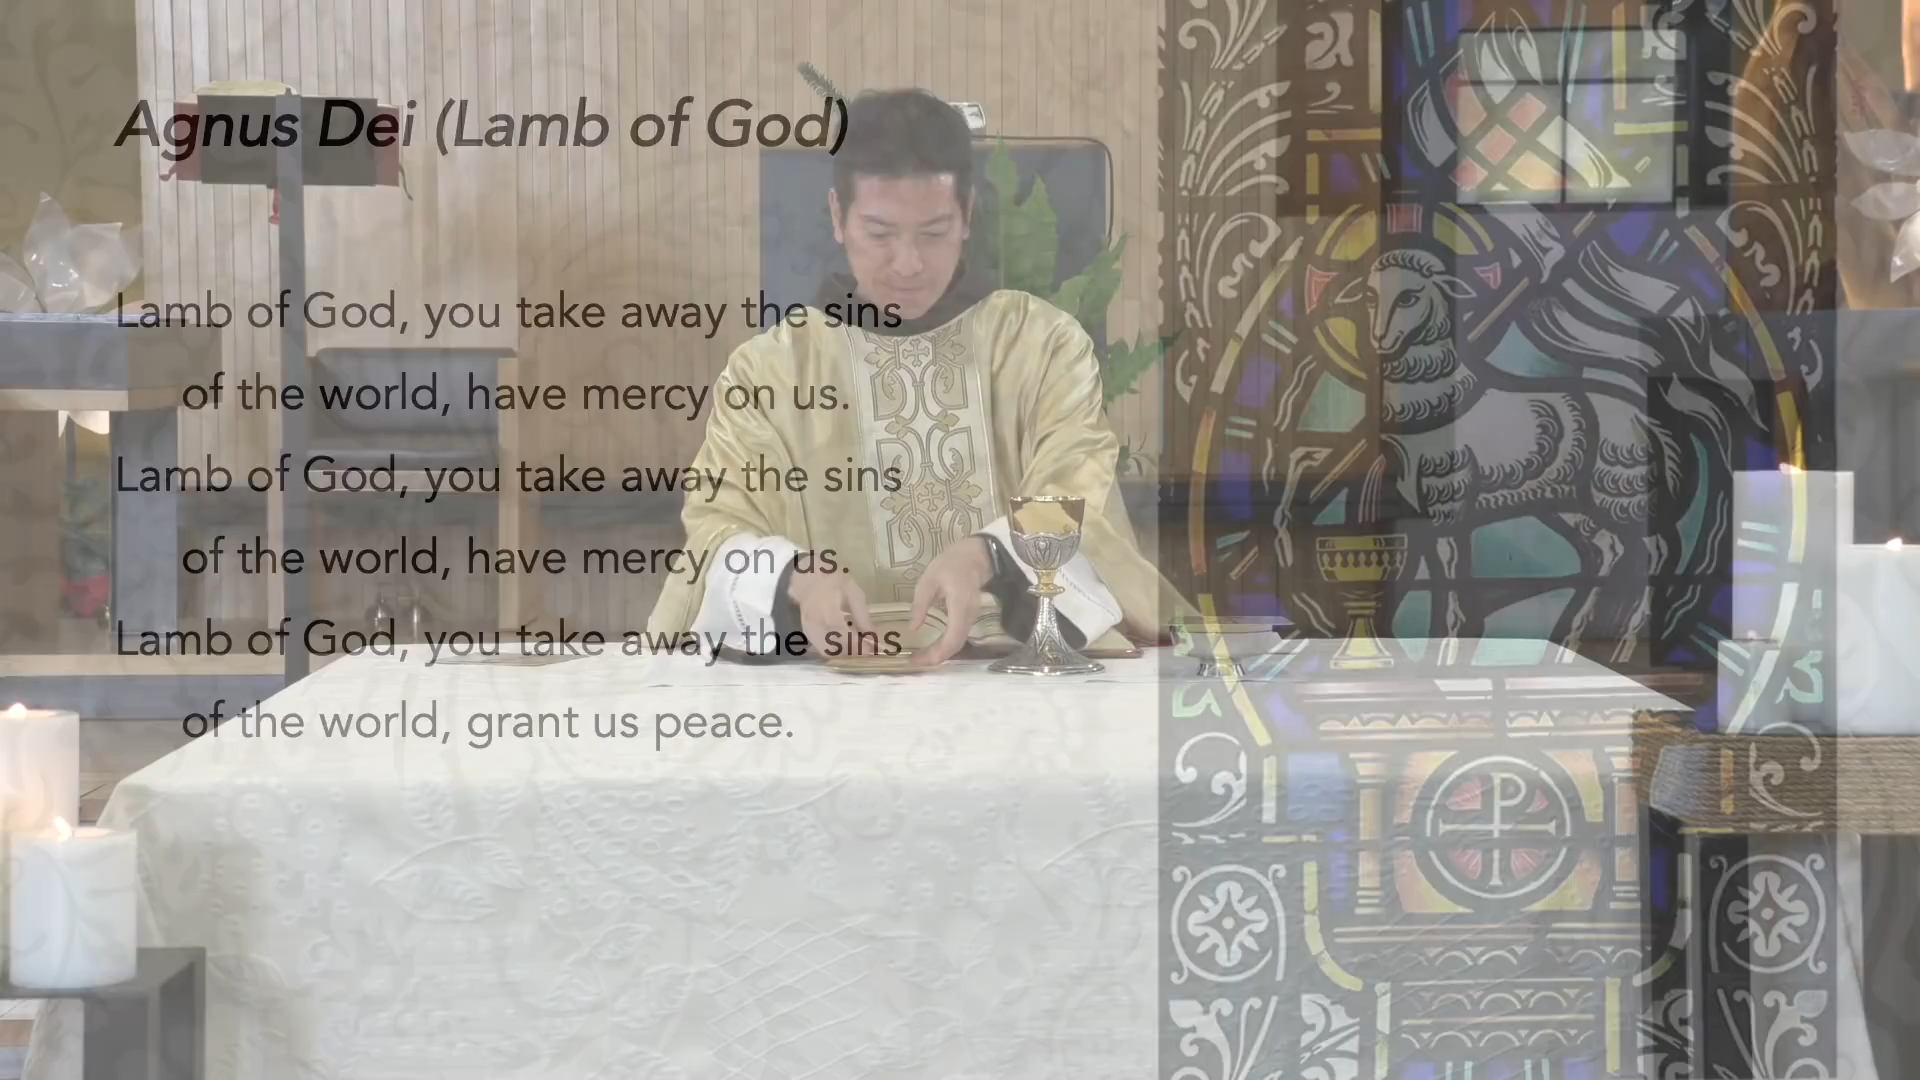 Agnus Dei (Lamb of God)
Lamb of God, you take away the sins
of the world, have mercy on us.
Lamb of God, you take away the sins
of the world, have mercy on us.
Lamb of God, you take away the sins
of the world, grant us peace.